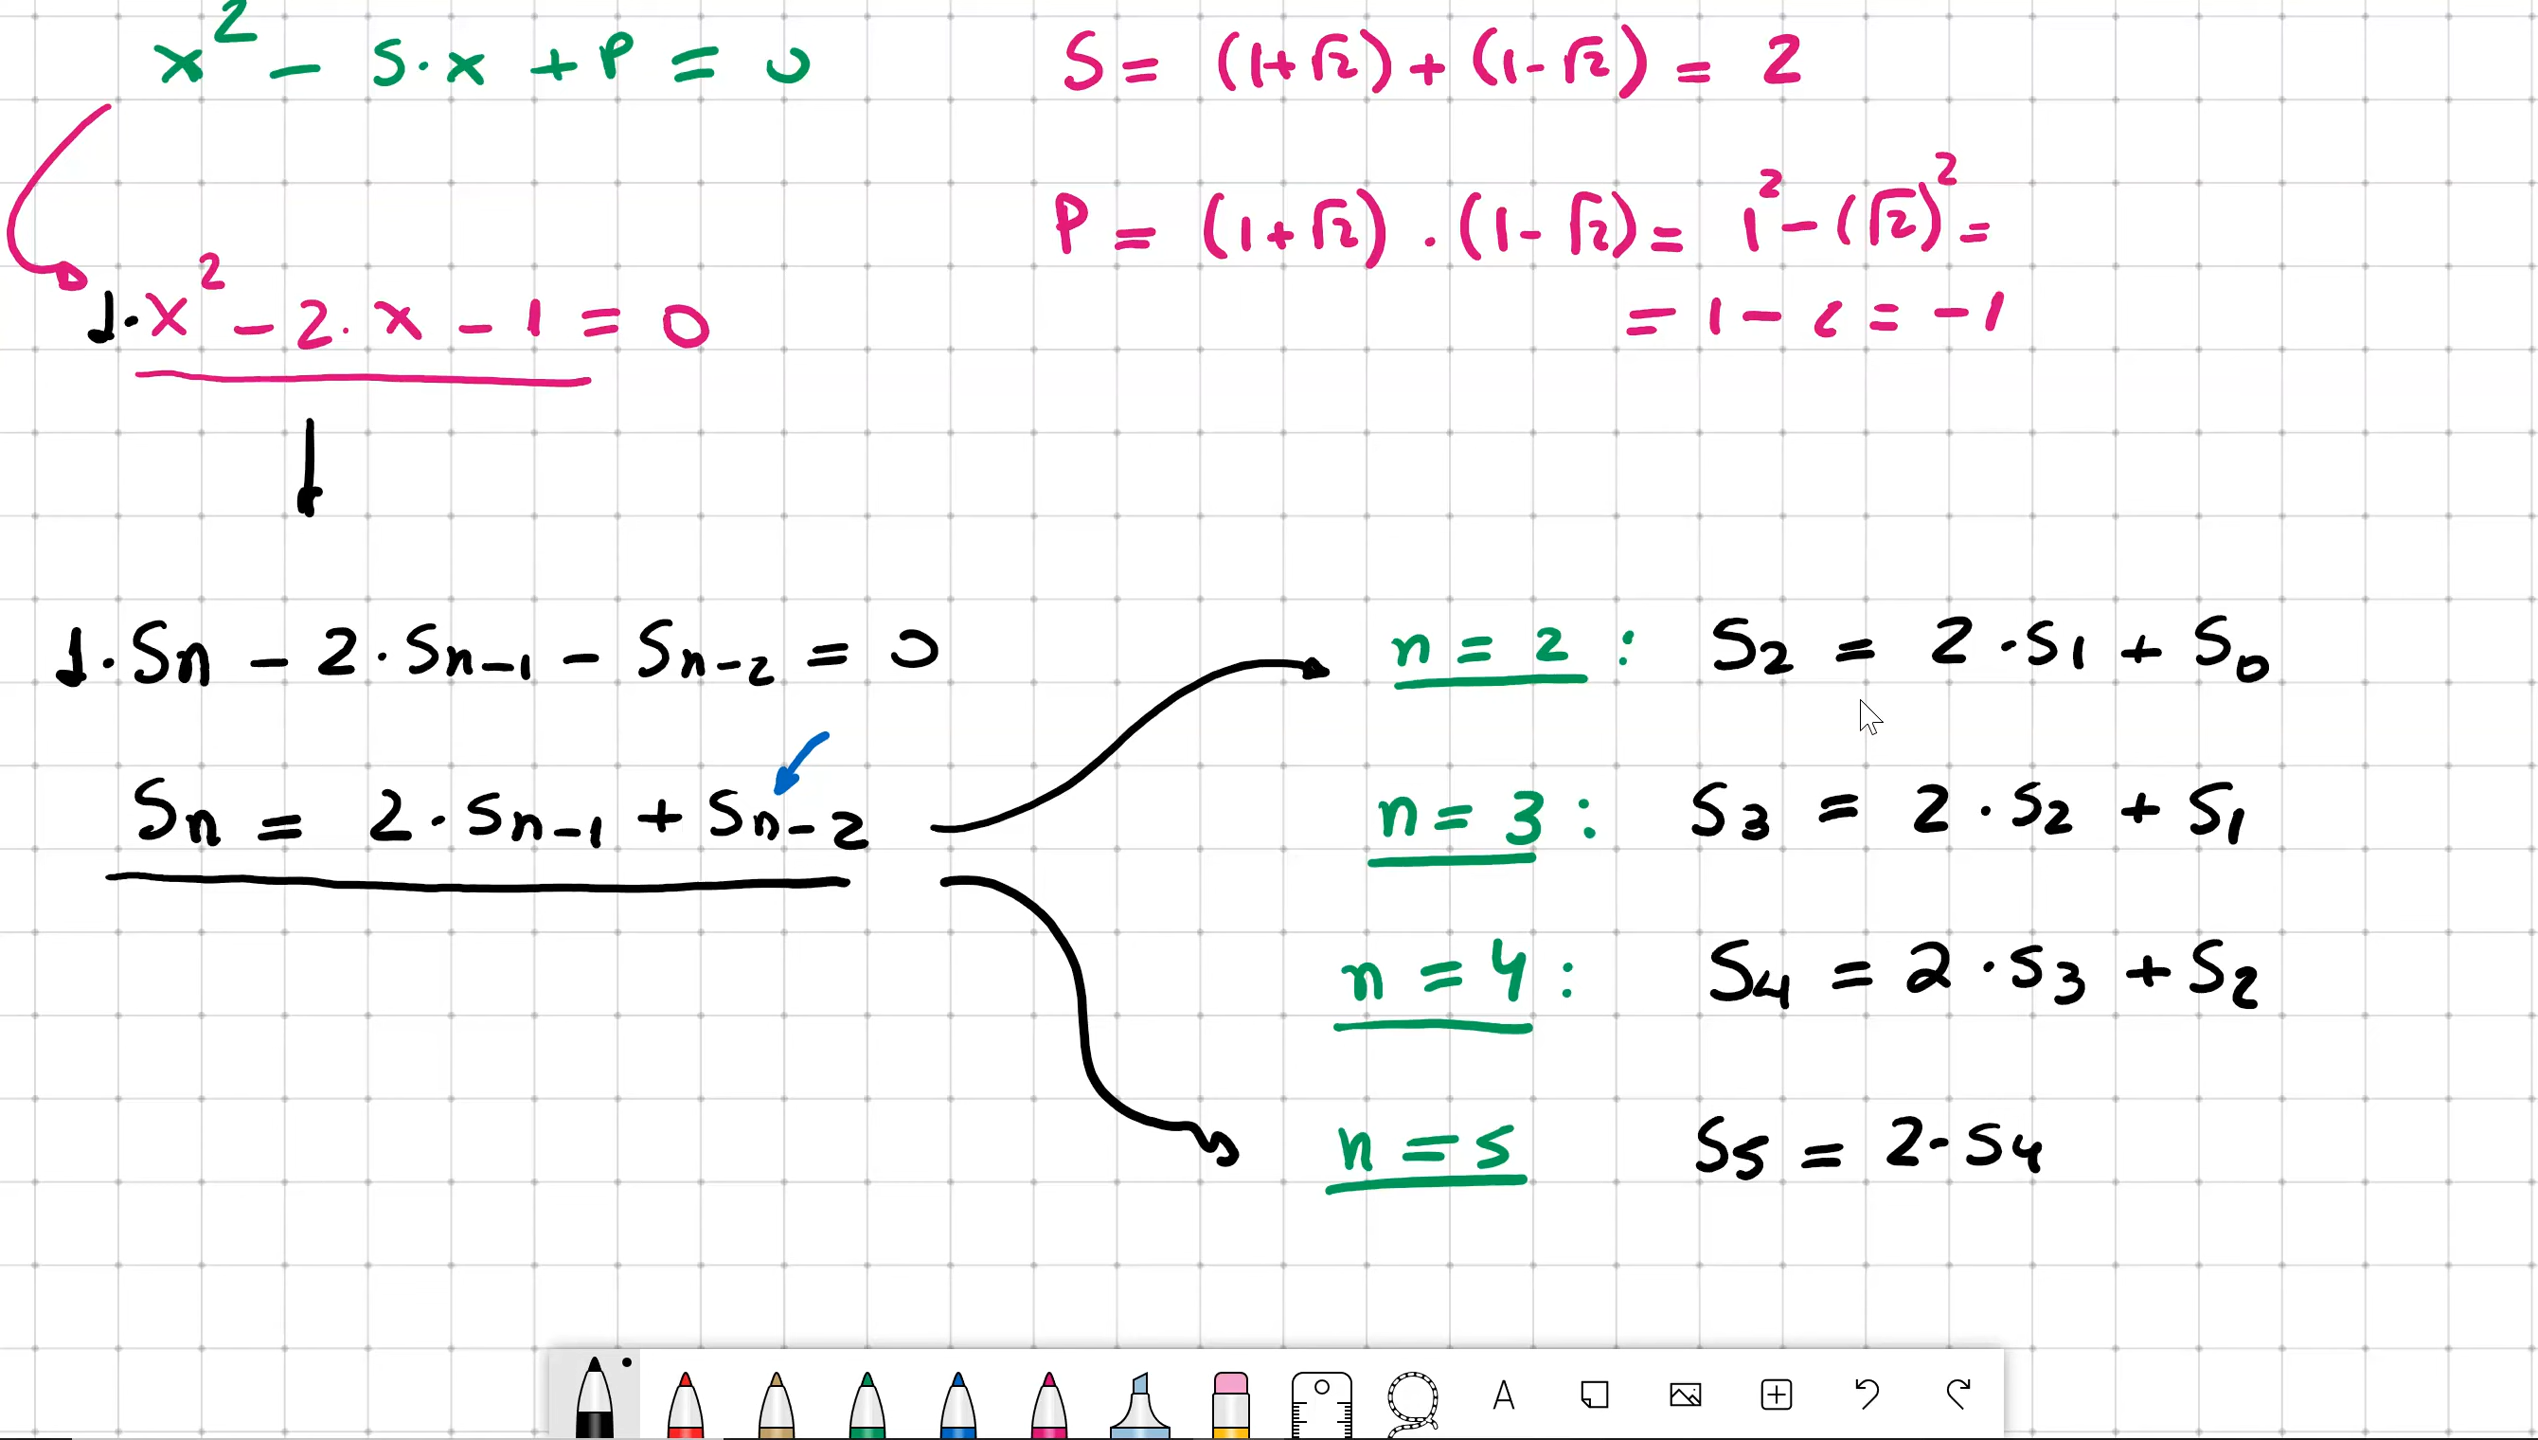 x² - S·x + P = 0
S = (1+√2) + (1-√2) = 2
P = (1+√2) · (1-√2) = 1² - (√2)² =
= 1 - 2 = -1
1·x² - 2·x - 1 = 0
1·Sn - 2·Sn-1 - Sn-2 = 0
Sn = 2·Sn-1 + Sn-2
n = 2 : S2 = 2·S1 + S0
n = 3 : S3 = 2·S2 + S1
n = 4 : S4 = 2·S3 + S2
n = 5 S5 = 2·S4
A